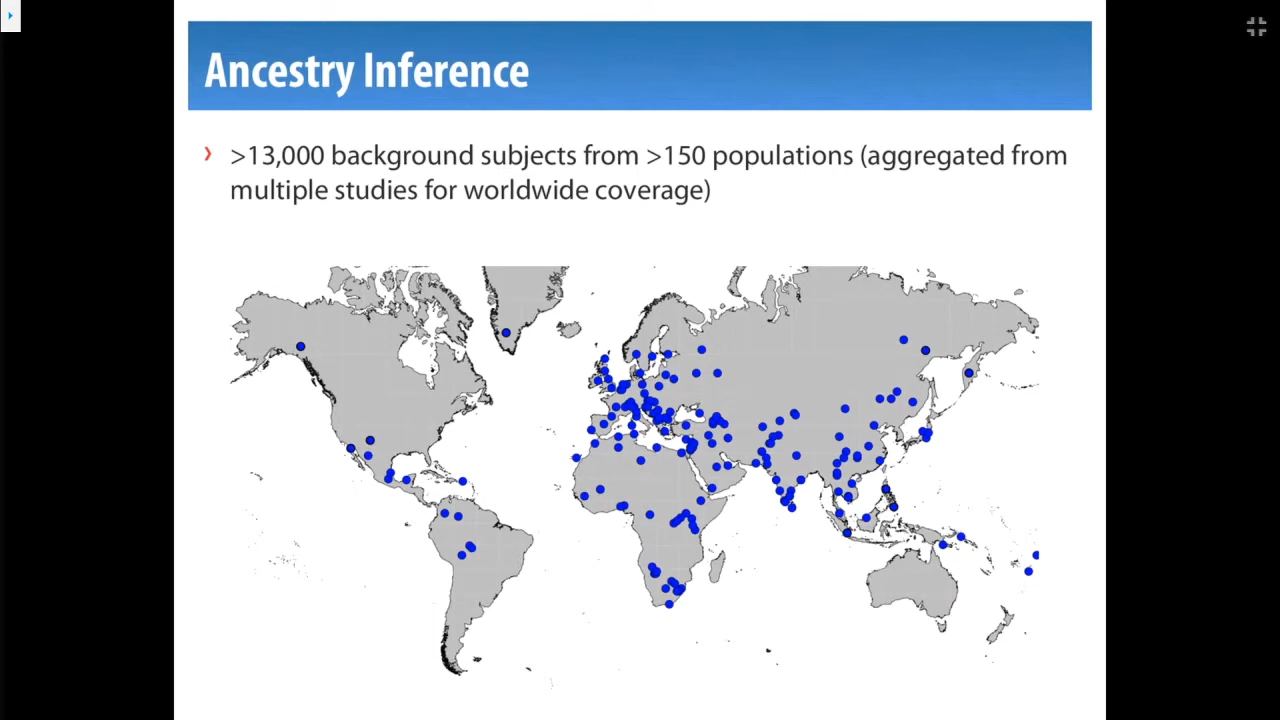 Ancestry Inference
>13,000 background subjects from >150 populations (aggregated from
multiple studies for worldwide coverage)